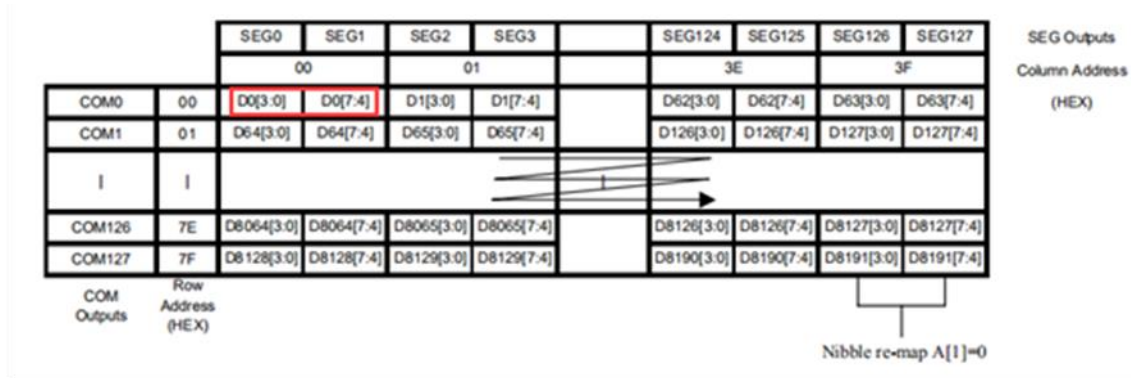 SEG0 SEG1 SEG2 SEG3 SEG124 SEG125 SEG126 SEG127 SEG Outputs
00 01 3E 3F Column Address
COM0 00 D0[3:0] D0[7:4] D1[3:0] D1[7:4] D62[3:0] D62[7:4] D63[3:0] D63[7:4] (HEX)
COM1 01 D64[3:0] D64[7:4] D65[3:0] D65[7:4] D126[3:0] D126[7:4] D127[3:0] D127[7:4]
| | |
COM126 7E D8064[3:0] D8064[7:4] D8065[3:0] D8065[7:4] D8126[3:0] D8126[7:4] D8127[3:0] D8127[7:4]
COM127 7F D8128[3:0] D8128[7:4] D8129[3:0] D8129[7:4] D8190[3:0] D8190[7:4] D8191[3:0] D8191[7:4]
COM Row
Outputs Address
(HEX)
Nibble re-map A[1]=0